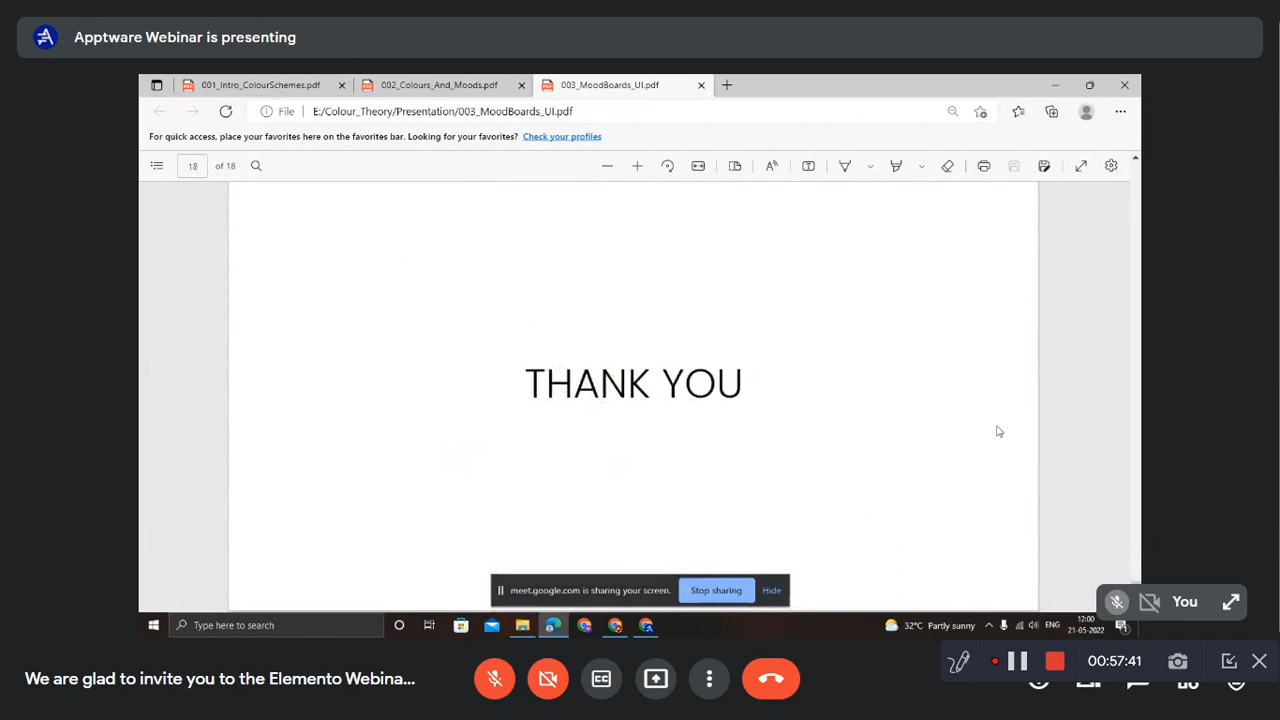 Apptware Webinar is presenting
001_Intro_ColourSchemes.pdf
002_Colours_And_Moods.pdf
003_MoodBoards_UI.pdf
File
E:/Colour_Theory/Presentation/003_MoodBoards_UI.pdf
For quick access, place your favorites here on the favorites bar. Looking for your favorites? Check your profiles
18 of 18
THANK YOU
meet.google.com is sharing your screen. Stop sharing Hide
You
Type here to search
32°C Partly sunny
ENG
12:00
21-05-2022
00:57:41
We are glad to invite you to the Elemento Webina...